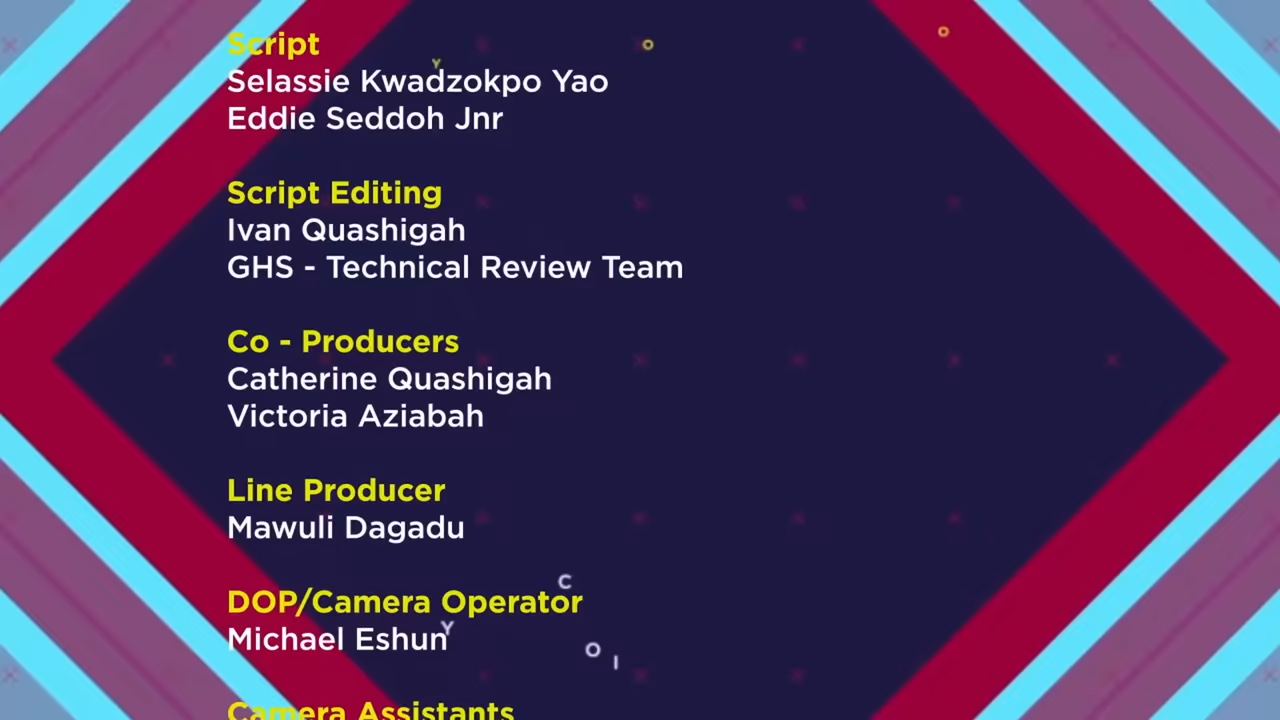 Script
Selassie Kwadzokpo Yao
Eddie Seddoh Jnr
Script Editing
Ivan Quashigah
GHS - Technical Review Team
Co - Producers
Catherine Quashigah
Victoria Aziabah
Line Producer
Mawuli Dagadu
DOP/Camera Operator
Michael Eshun
Camera Assistants